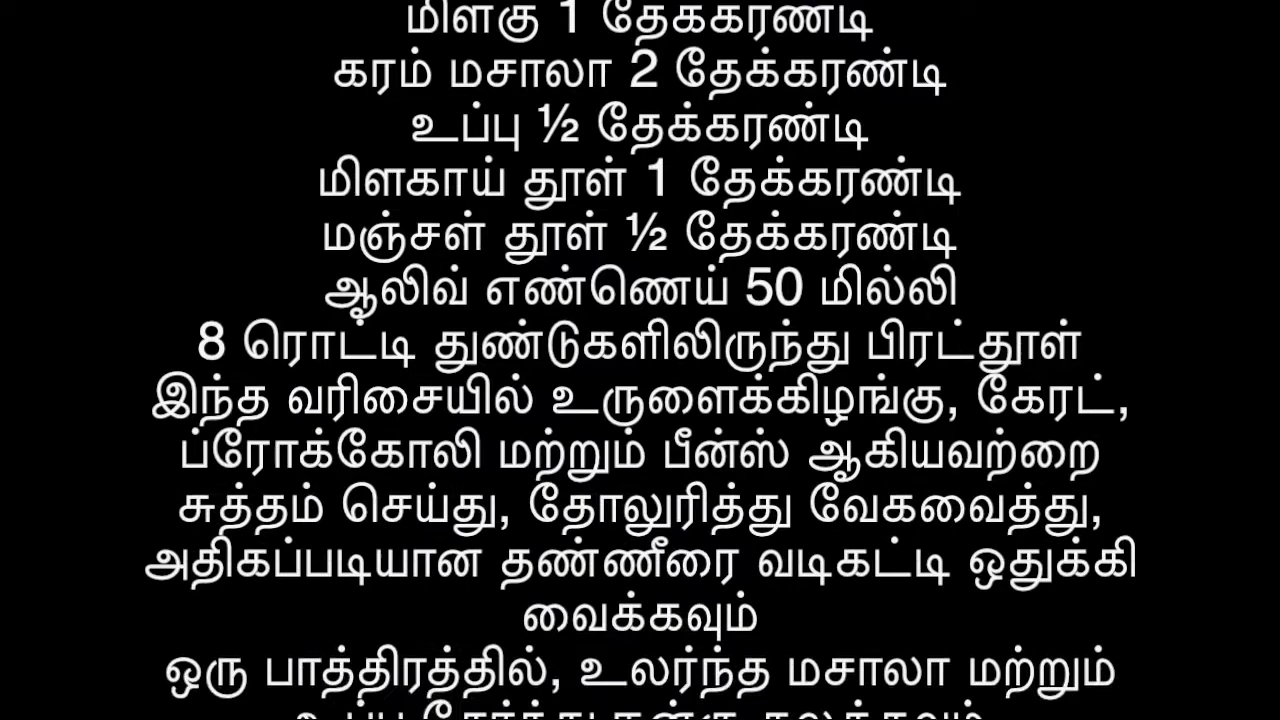 மிளகு 1 தேக்கரண்டி
கரம் மசாலா 2 தேக்கரண்டி
உப்பு ½ தேக்கரண்டி
மிளகாய் தூள் 1 தேக்கரண்டி
மஞ்சள் தூள் ½ தேக்கரண்டி
ஆலிவ் எண்ணெய் 50 மில்லி
8 ரொட்டி துண்டுகளிலிருந்து பிரட்தூள்
இந்த வரிசையில் உருளைக்கிழங்கு, கேரட்,
ப்ரோக்கோலி மற்றும் பீன்ஸ் ஆகியவற்றை
சுத்தம் செய்து, தோலுரித்து வேகவைத்து,
அதிகப்படியான தண்ணீரை வடிகட்டி ஒதுக்கி
வைக்கவும்
ஒரு பாத்திரத்தில், உலர்ந்த மசாலா மற்றும்